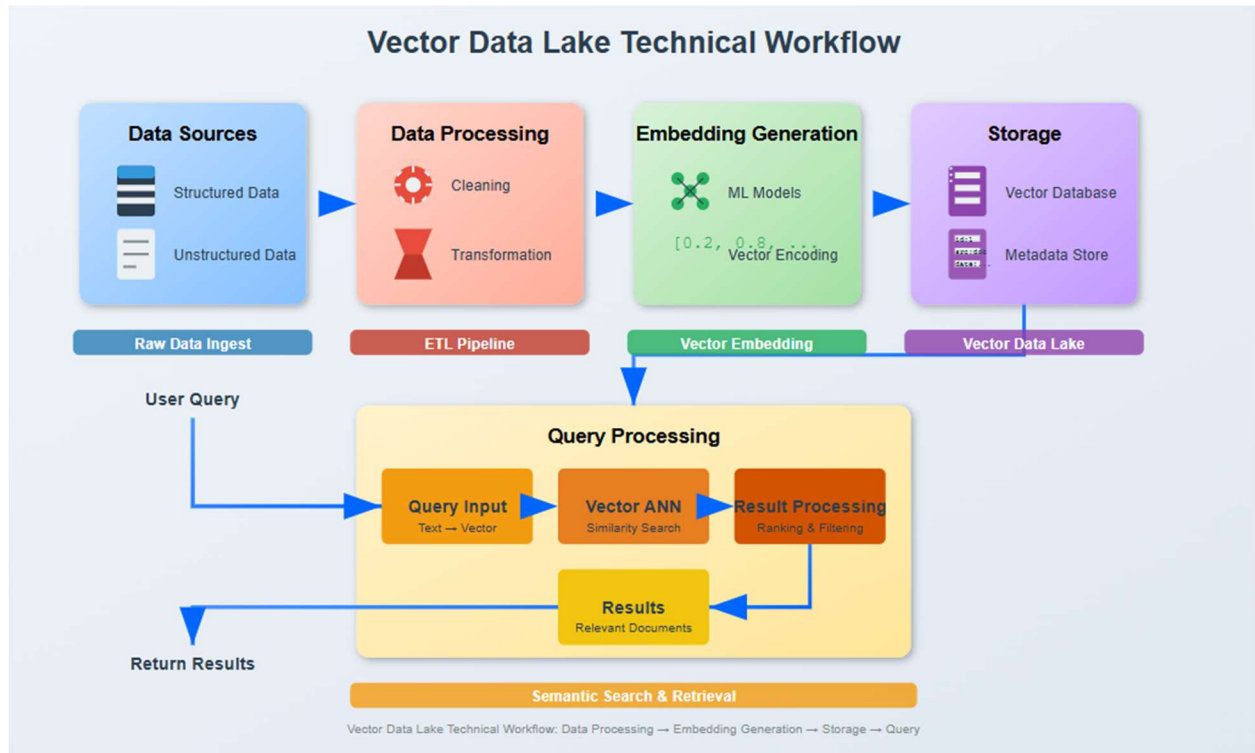 Vector Data Lake Technical Workflow
Data Sources
Structured Data
Unstructured Data
Raw Data Ingest
Data Processing
Cleaning
Transformation
ETL Pipeline
Embedding Generation
ML Models
[0.2, 0.8, ...
Vector Encoding
Vector Embedding
Storage
Vector Database
Metadata Store
Vector Data Lake
User Query
Query Processing
Query Input
Text → Vector
Vector ANN
Similarity Search
Result Processing
Ranking & Filtering
Results
Relevant Documents
Return Results
Semantic Search & Retrieval
Vector Data Lake Technical Workflow: Data Processing → Embedding Generation → Storage → Query